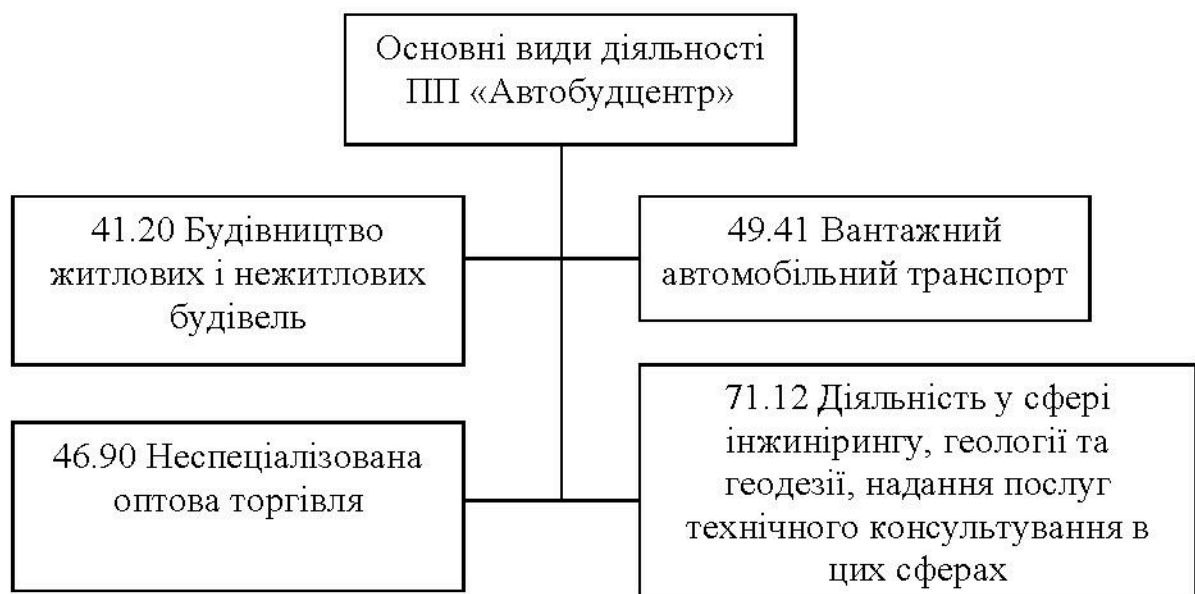 Основні види діяльності
ПП «Автобудцентр»
41.20 Будівництво
житлових і нежитлових
будівель
49.41 Вантажний
автомобільний транспорт
46.90 Неспеціалізована
оптова торгівля
71.12 Діяльність у сфері
інжинірингу, геології та
геодезії, надання послуг
технічного консультування в
цих сферах